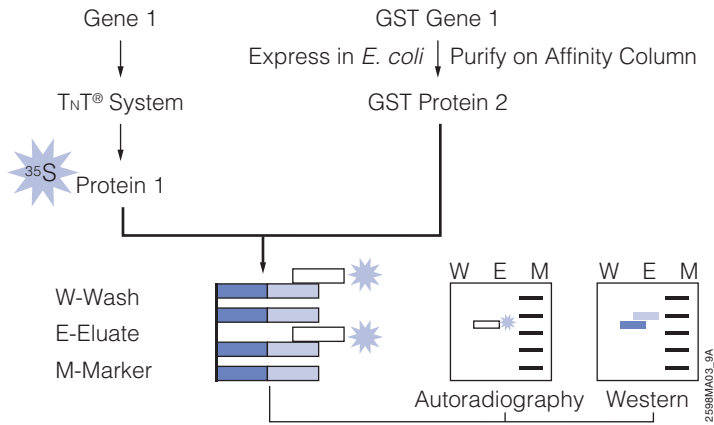 Gene 1
GST Gene 1
Express in E. coli
Purify on Affinity Column
TNT® System
GST Protein 2
35S
Protein 1
W-Wash
E-Eluate
M-Marker
W E M
W E M
Autoradiography
Western
2598MA03_9A